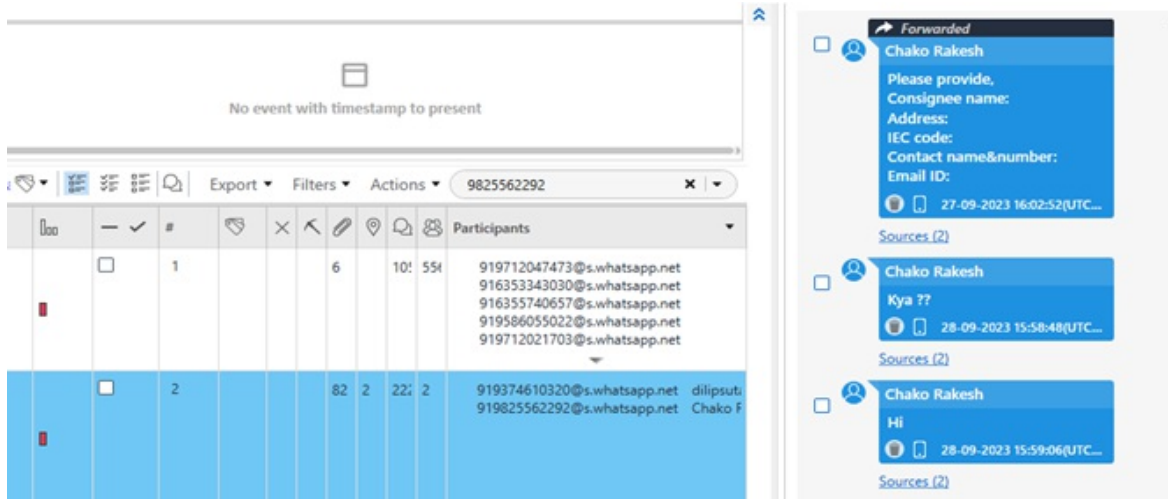 No event with timestamp to present
Export Filters Actions 9825562292
# Participants
1 6 919712047473@s.whatsapp.net
916353343030@s.whatsapp.net
916355740657@s.whatsapp.net
919586055022@s.whatsapp.net
919712021703@s.whatsapp.net
2 82 2 2 919374610320@s.whatsapp.net
919825562292@s.whatsapp.net Chako
Forwarded
Chako Rakesh
Please provide,
Consignee name:
Address:
IEC code:
Contact name&number:
Email ID:
27-09-2023 16:02:52(UTC...
Sources (2)
Chako Rakesh
Kya ??
28-09-2023 15:58:48(UTC...
Sources (2)
Chako Rakesh
Hi
28-09-2023 15:59:06(UTC...
Sources (2)